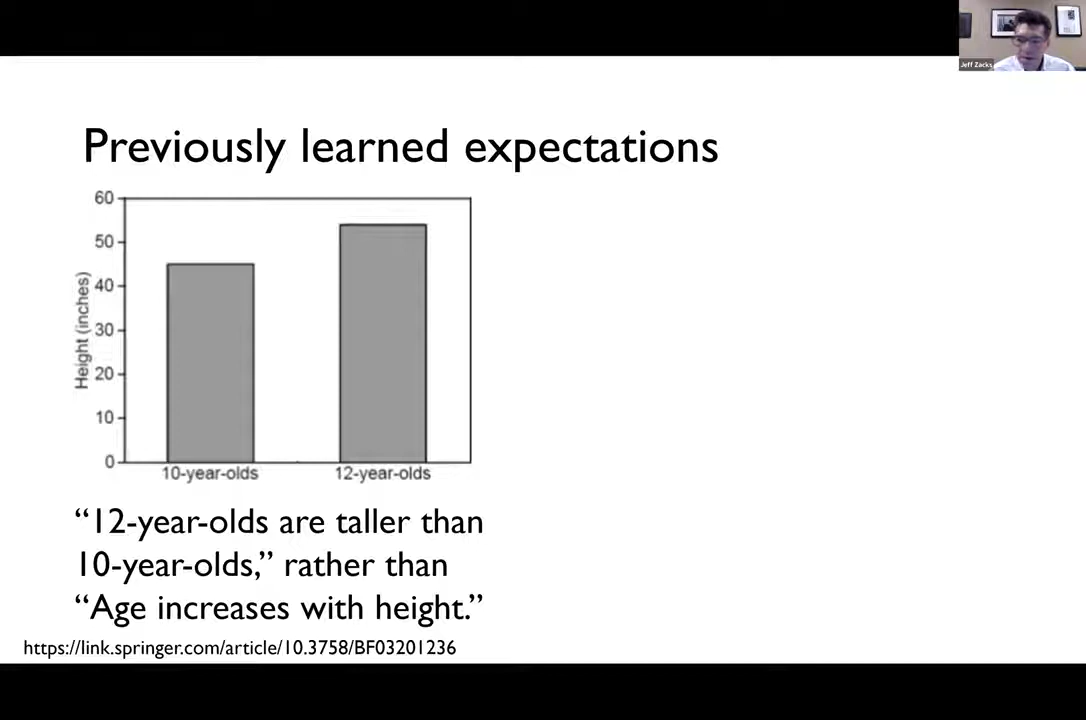 Jeff Zacks
Previously learned expectations
60
50
40
30
20
10
0
Height (inches)
10-year-olds
12-year-olds
“12-year-olds are taller than
10-year-olds,” rather than
“Age increases with height.”
https://link.springer.com/article/10.3758/BF03201236